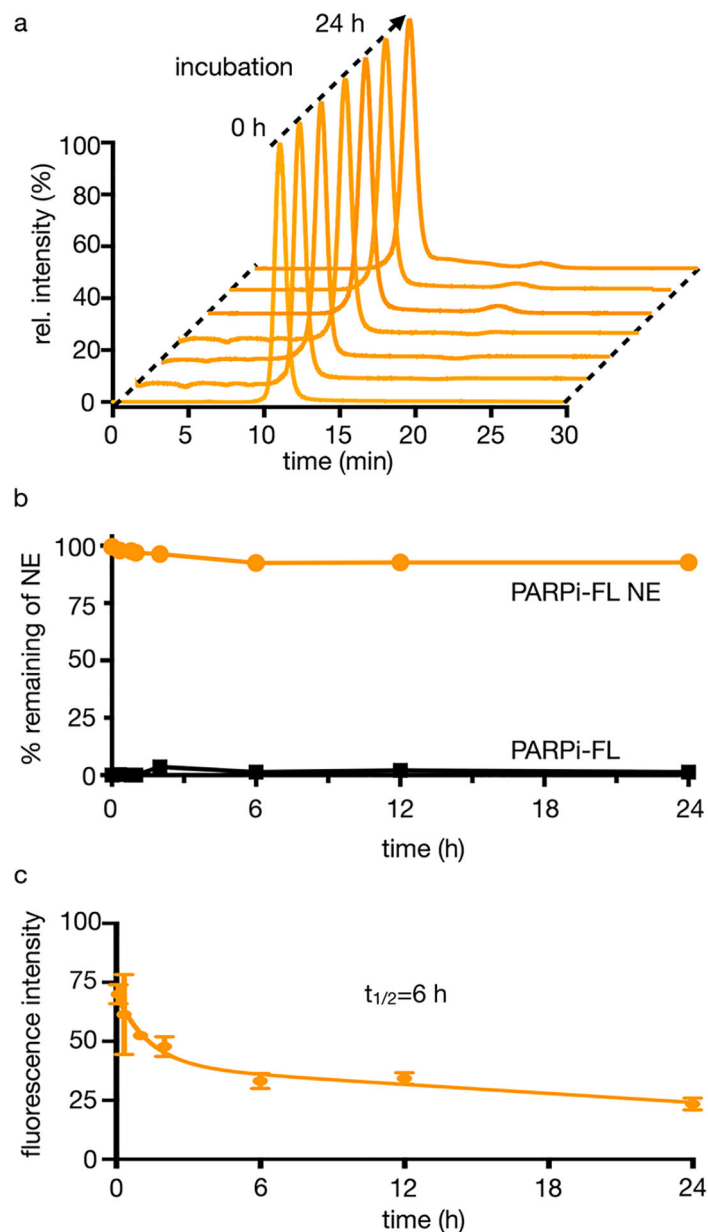 a
24 h
incubation
0 h
100
80
60
40
20
0
rel. intensity (%)
0 5 10 15 20 25 30
time (min)
b
100
75
50
25
0
% remaining of NE
PARPi-FL NE
PARPi-FL
0 6 12 18 24
time (h)
c
100
75
50
25
0
fluorescence intensity
t1/2=6 h
0 6 12 18 24
time (h)